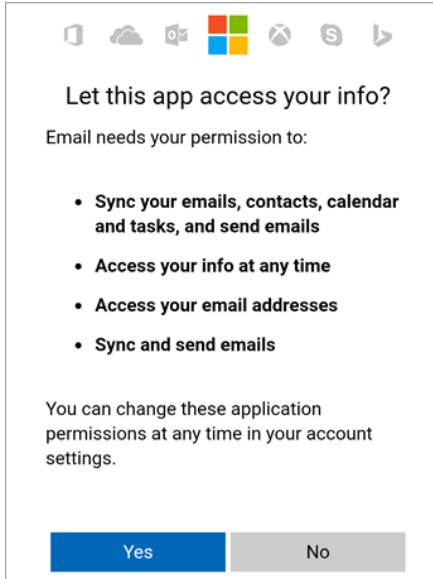 Let this app access your info?
Email needs your permission to:
• Sync your emails, contacts, calendar
and tasks, and send emails
• Access your info at any time
• Access your email addresses
• Sync and send emails
You can change these application
permissions at any time in your account
settings.
Yes No